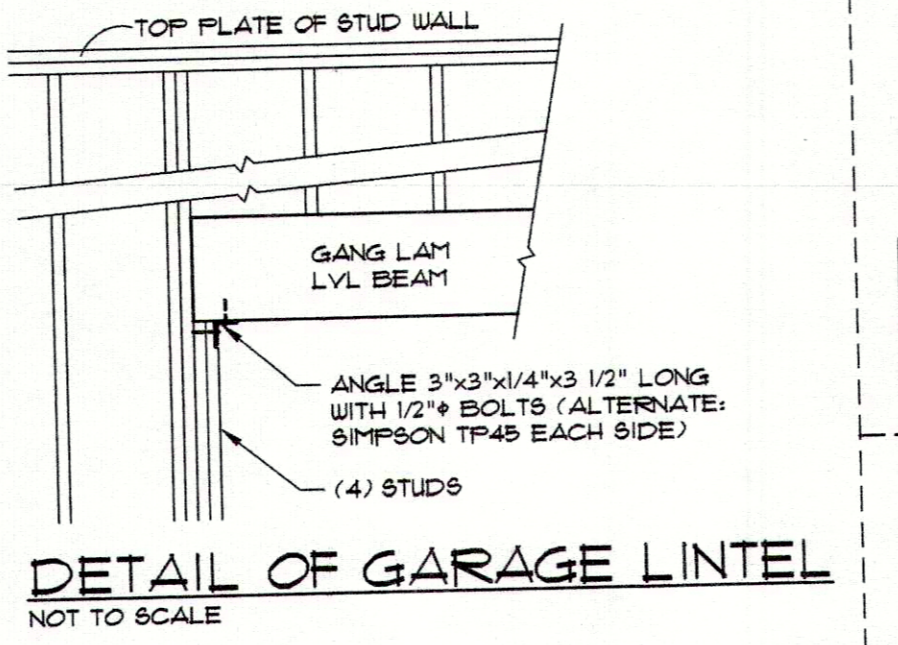 TOP PLATE OF STUD WALL
GANG LAM
LVL BEAM
ANGLE 3"x3"x1/4"x3 1/2" LONG
WITH 1/2"φ BOLTS (ALTERNATE:
SIMPSON TP45 EACH SIDE)
(4) STUDS
DETAIL OF GARAGE LINTEL
NOT TO SCALE